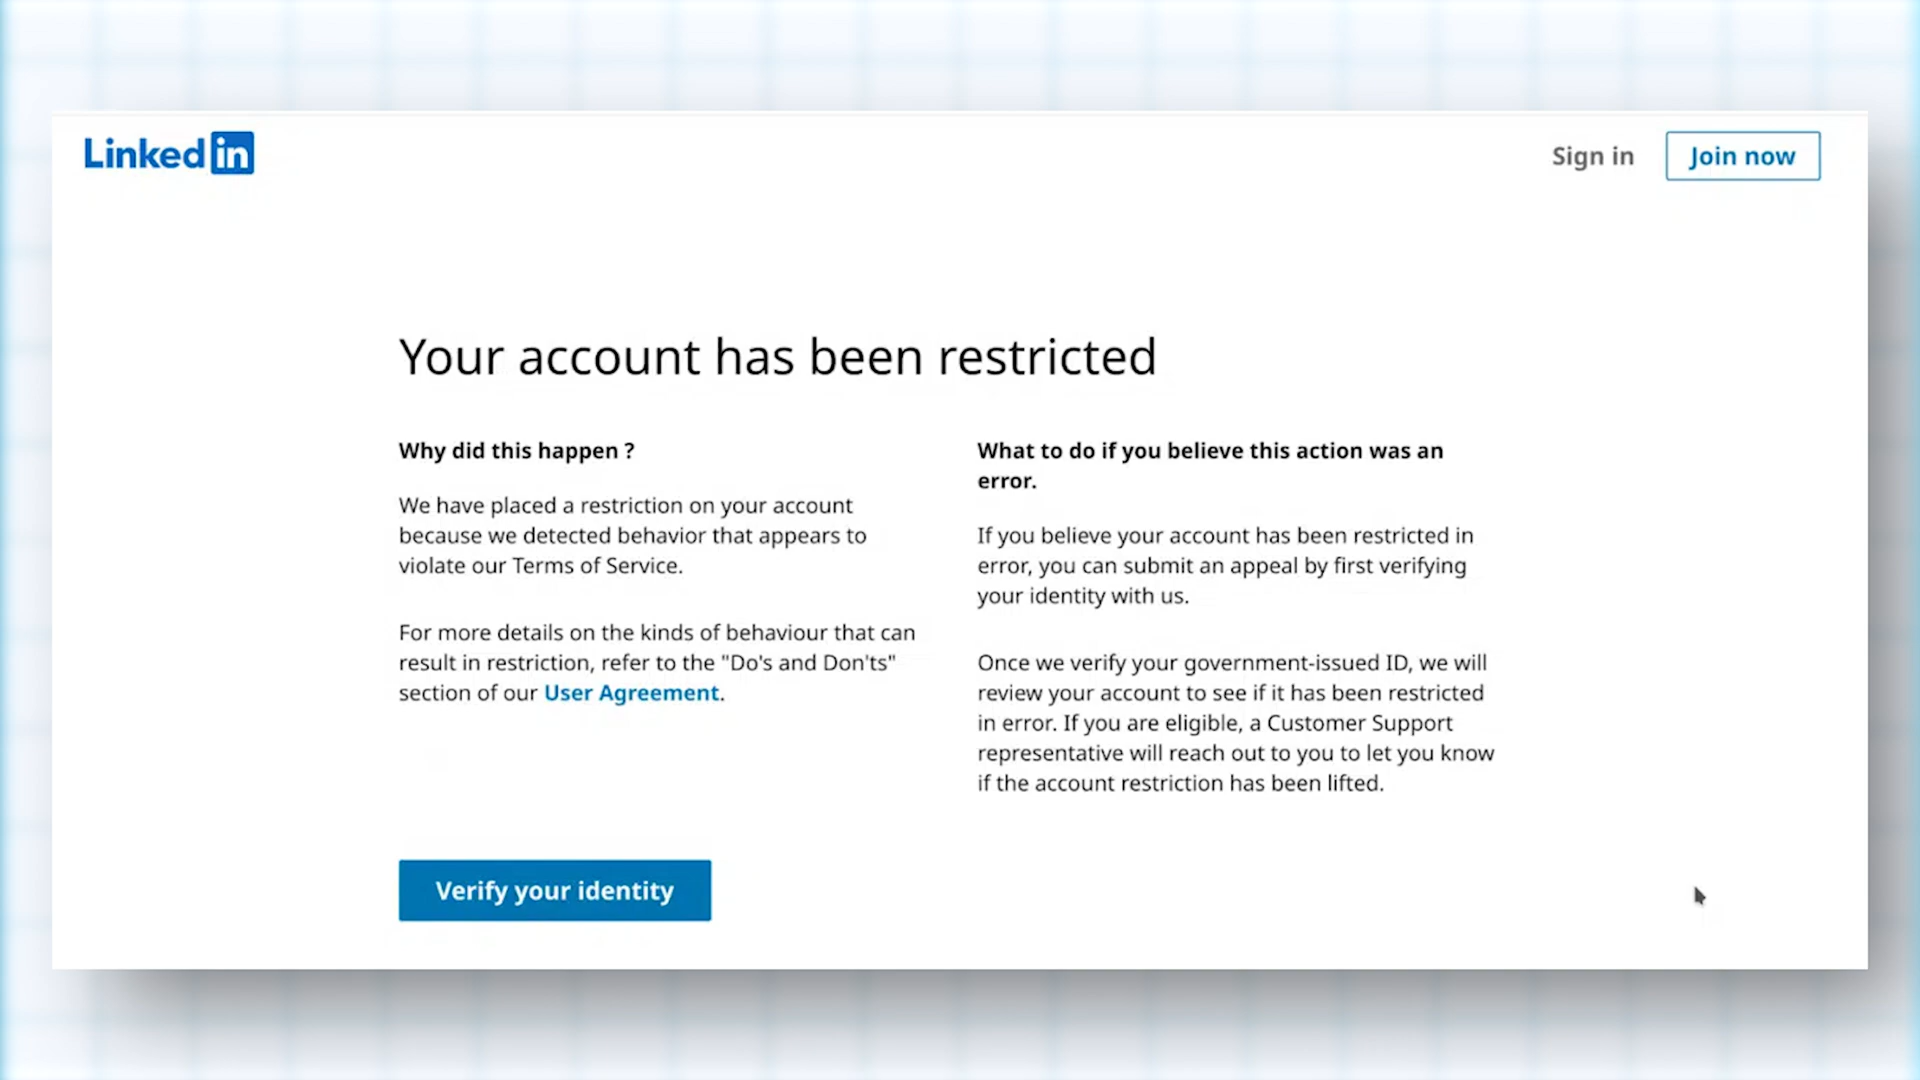 Linkedin
Sign in
Join now
Your account has been restricted
Why did this happen ?
We have placed a restriction on your account
because we detected behavior that appears to
violate our Terms of Service.
For more details on the kinds of behaviour that can
result in restriction, refer to the "Do's and Don'ts"
section of our User Agreement.
What to do if you believe this action was an
error.
If you believe your account has been restricted in
error, you can submit an appeal by first verifying
your identity with us.
Once we verify your government-issued ID, we will
review your account to see if it has been restricted
in error. If you are eligible, a Customer Support
representative will reach out to you to let you know
if the account restriction has been lifted.
Verify your identity